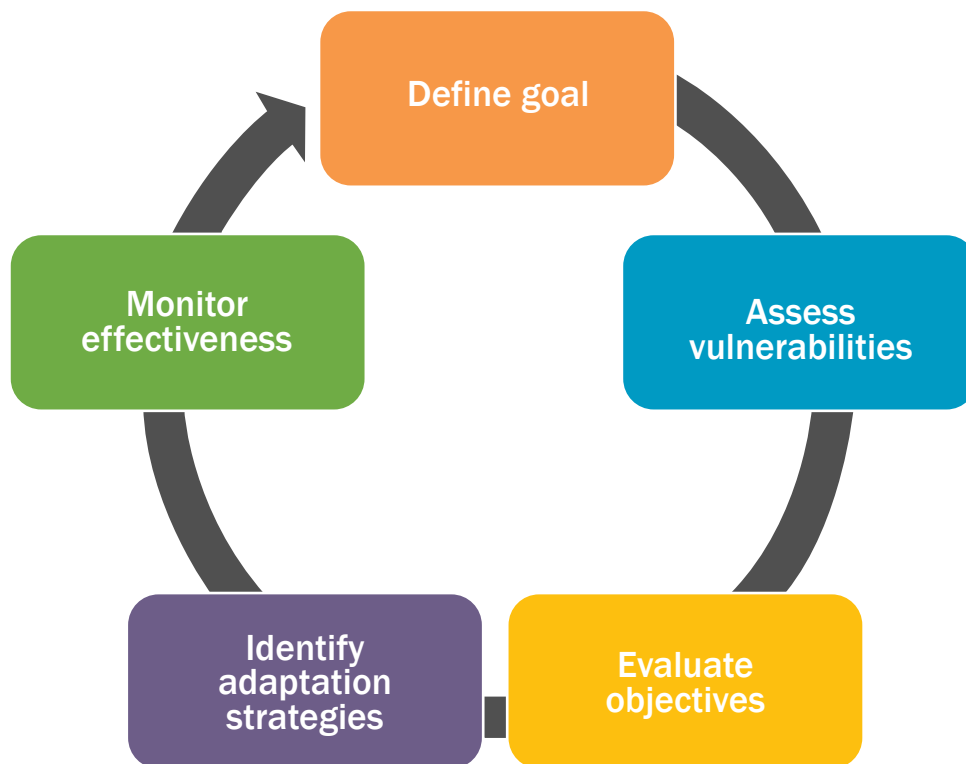 Define goal
Assess
vulnerabilities
Evaluate
objectives
Identify
adaptation
strategies
Monitor
effectiveness